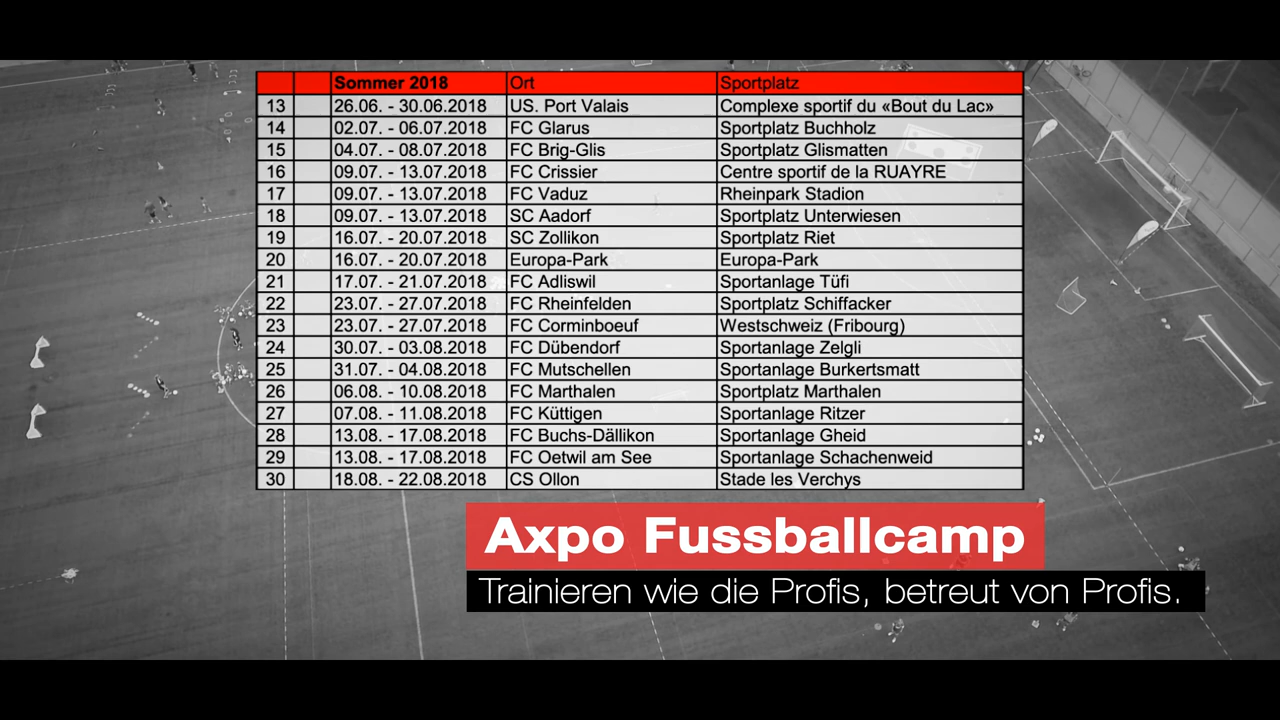 Sommer 2018 Ort Sportplatz
13 26.06. - 30.06.2018 US. Port Valais Complexe sportif du «Bout du Lac»
14 02.07. - 06.07.2018 FC Glarus Sportplatz Buchholz
15 04.07. - 08.07.2018 FC Brig-Glis Sportplatz Glismatten
16 09.07. - 13.07.2018 FC Crissier Centre sportif de la RUAYRE
17 09.07. - 13.07.2018 FC Vaduz Rheinpark Stadion
18 09.07. - 13.07.2018 SC Aadorf Sportplatz Unterwiesen
19 16.07. - 20.07.2018 SC Zollikon Sportplatz Riet
20 16.07. - 20.07.2018 Europa-Park Europa-Park
21 17.07. - 21.07.2018 FC Adliswil Sportanlage Tüfi
22 23.07. - 27.07.2018 FC Rheinfelden Sportplatz Schiffacker
23 23.07. - 27.07.2018 FC Corminboeuf Westschweiz (Fribourg)
24 30.07. - 03.08.2018 FC Dübendorf Sportanlage Zelgli
25 31.07. - 04.08.2018 FC Mutschellen Sportanlage Burkertsmatt
26 06.08. - 10.08.2018 FC Marthalen Sportplatz Marthalen
27 07.08. - 11.08.2018 FC Küttigen Sportanlage Ritzer
28 13.08. - 17.08.2018 FC Buchs-Dällikon Sportanlage Gheid
29 13.08. - 17.08.2018 FC Oetwil am See Sportanlage Schachenweid
30 18.08. - 22.08.2018 CS Ollon Stade les Verchys
Axpo Fussballcamp
Trainieren wie die Profis, betreut von Profis.